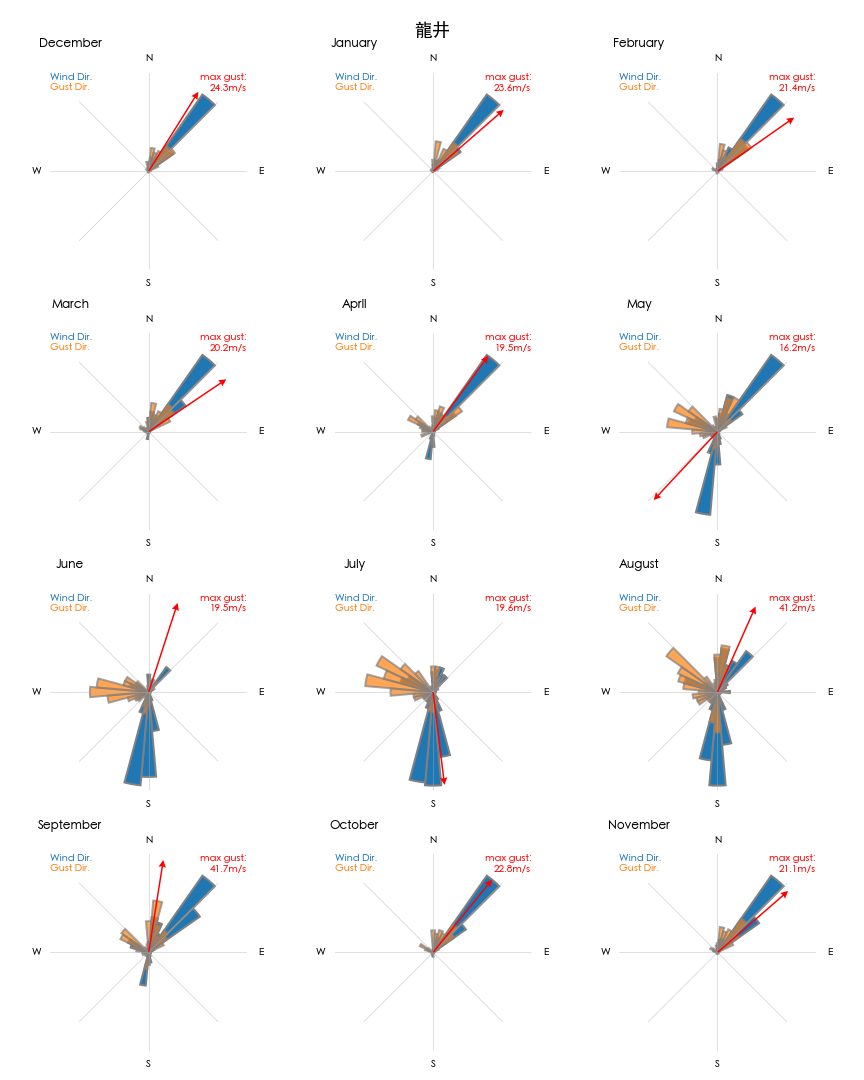 龍井
December
N
Wind Dir.
Gust Dir.
max gust:
24.3m/s
W
E
S
January
N
Wind Dir.
Gust Dir.
max gust:
23.6m/s
W
E
S
February
N
Wind Dir.
Gust Dir.
max gust:
21.4m/s
W
E
S
March
N
Wind Dir.
Gust Dir.
max gust:
20.2m/s
W
E
S
April
N
Wind Dir.
Gust Dir.
max gust:
19.5m/s
W
E
S
May
N
Wind Dir.
Gust Dir.
max gust:
16.2m/s
W
E
S
June
N
Wind Dir.
Gust Dir.
max gust:
19.5m/s
W
E
S
July
N
Wind Dir.
Gust Dir.
max gust:
19.6m/s
W
E
S
August
N
Wind Dir.
Gust Dir.
max gust:
41.2m/s
W
E
S
September
N
Wind Dir.
Gust Dir.
max gust:
41.7m/s
W
E
S
October
N
Wind Dir.
Gust Dir.
max gust:
22.8m/s
W
E
S
November
N
Wind Dir.
Gust Dir.
max gust:
21.1m/s
W
E
S